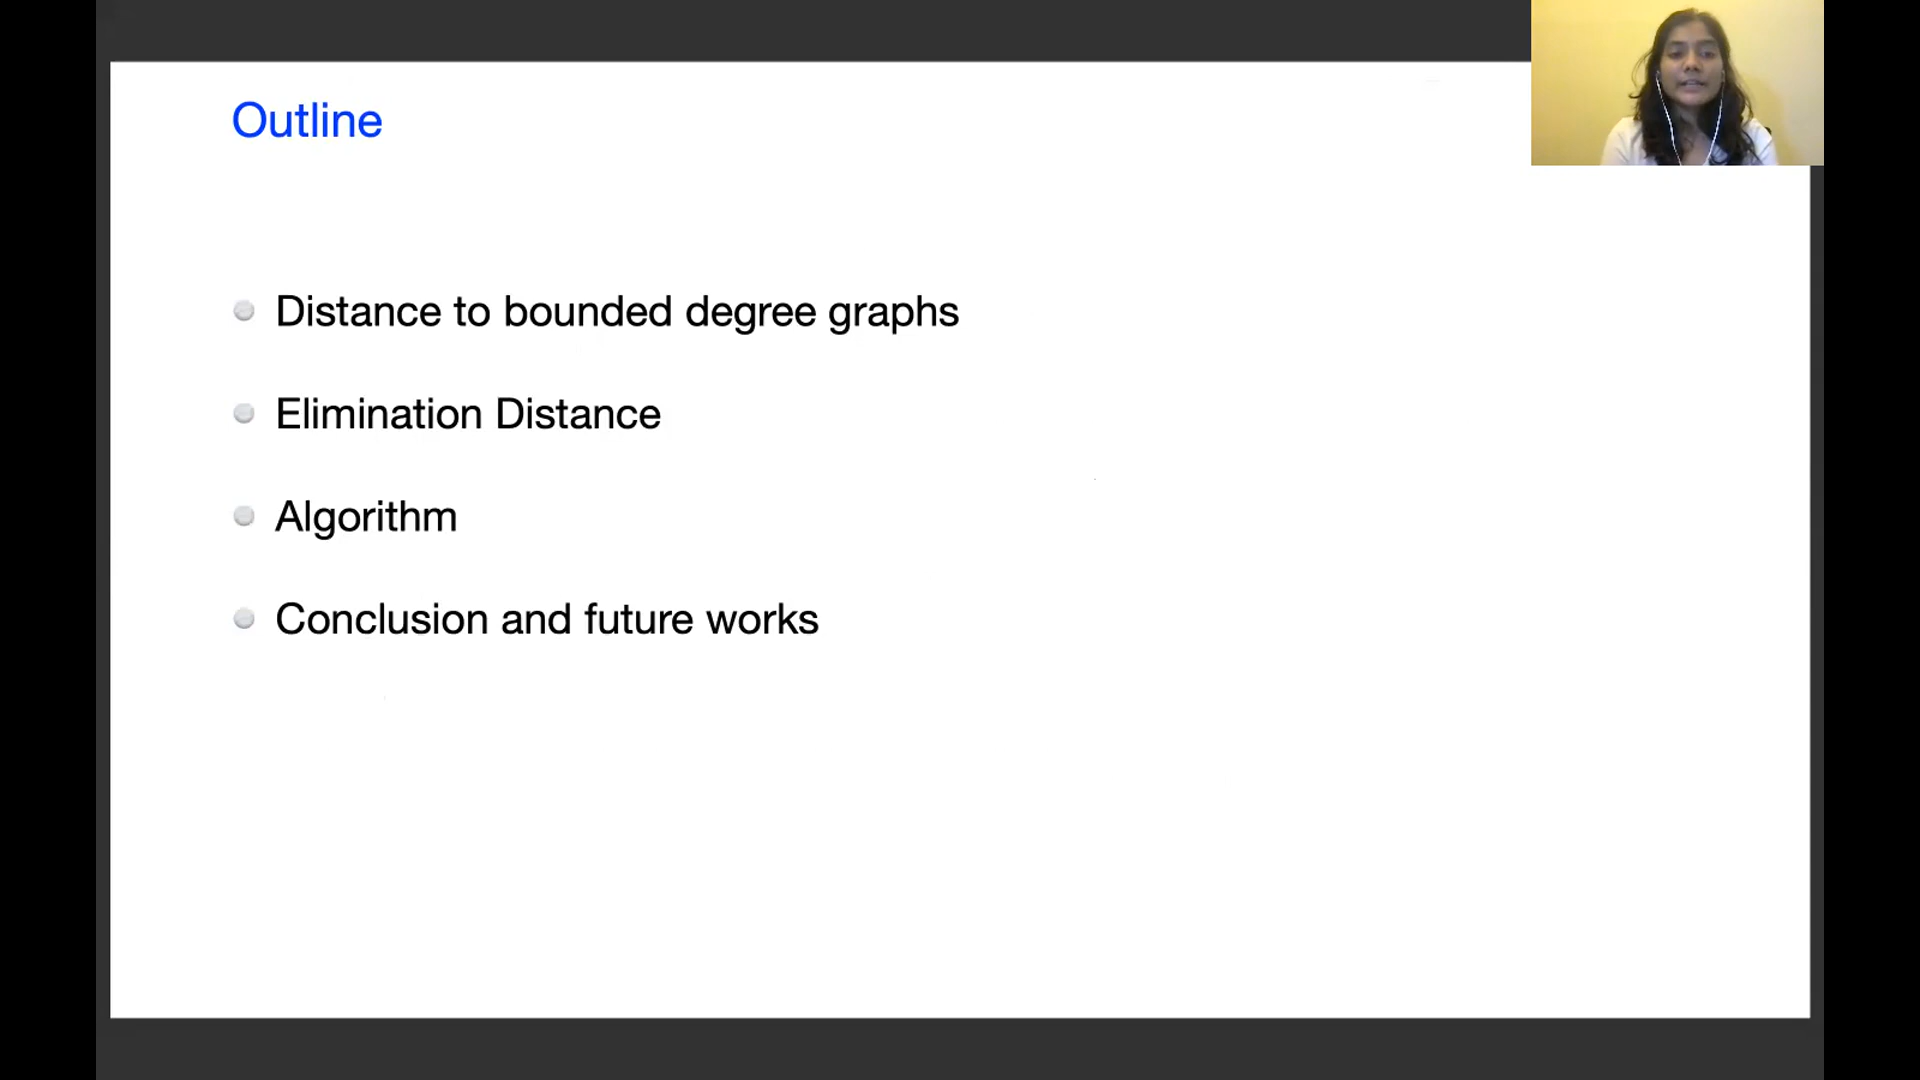 Outline
Distance to bounded degree graphs
Elimination Distance
Algorithm
Conclusion and future works